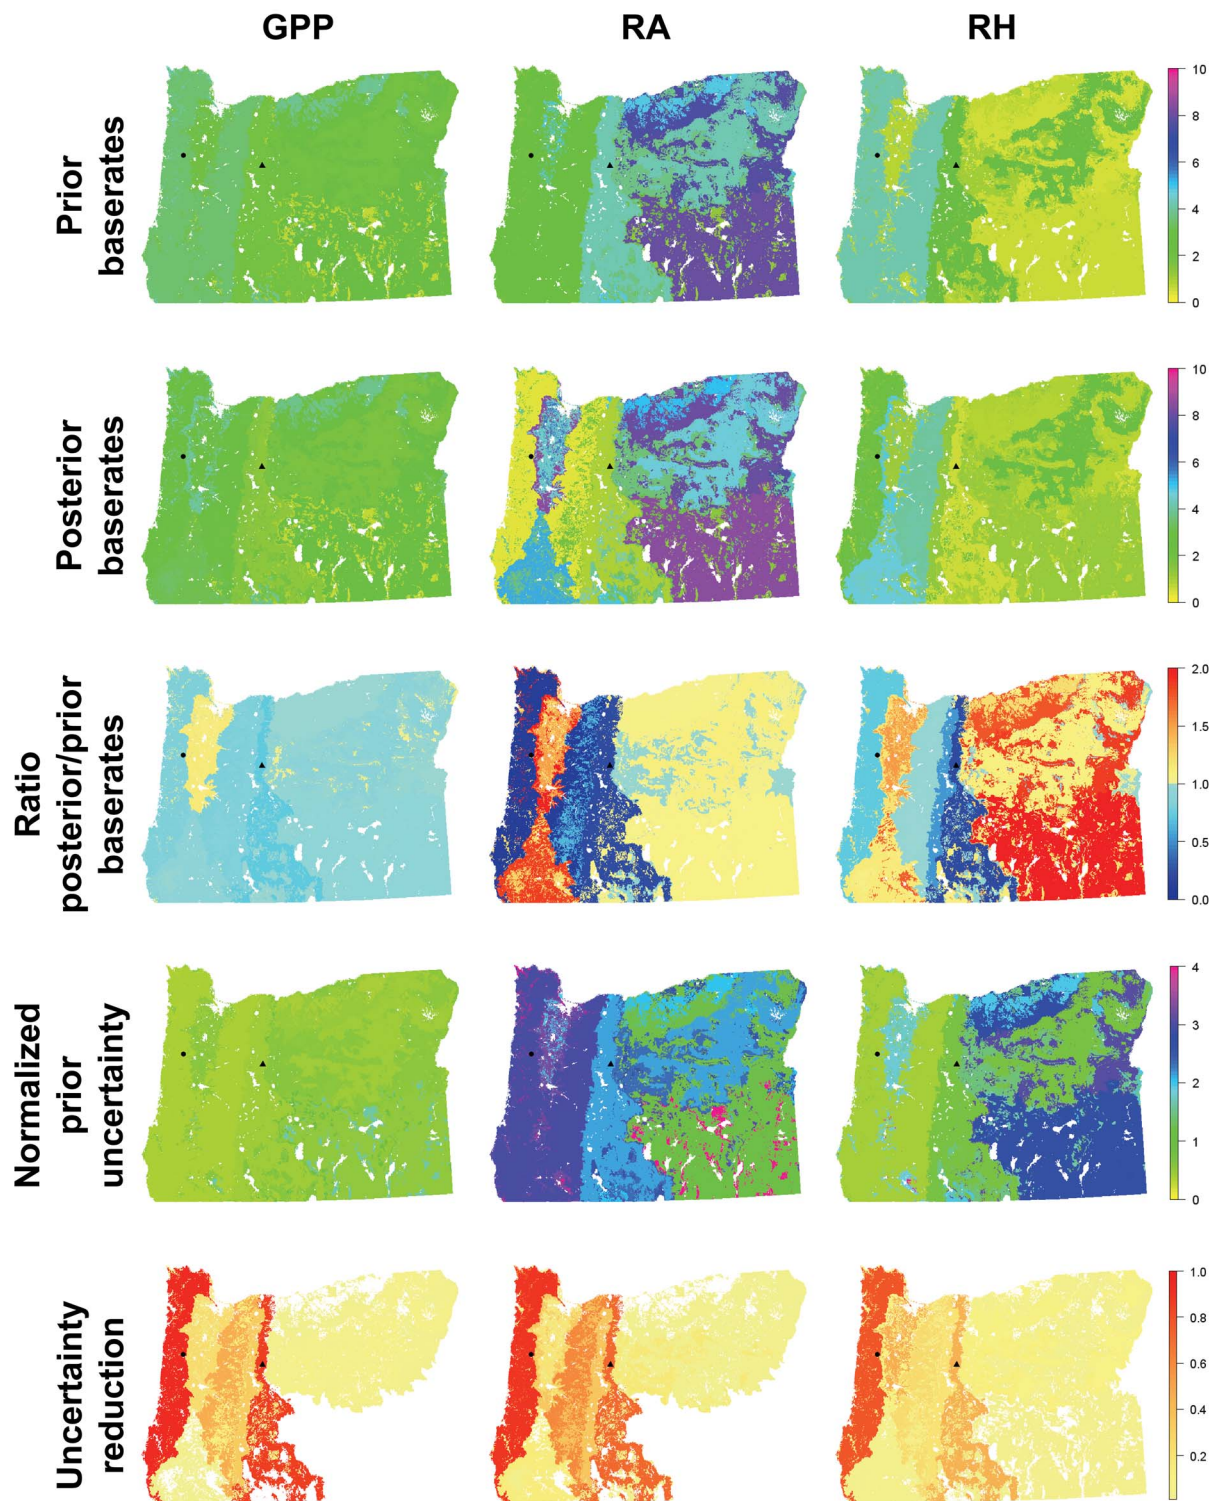 GPP RA RH
Prior
baserates
10
8
6
4
2
0
Posterior
baserates
10
8
6
4
2
0
Ratio
posterior/prior
baserates
2.0
1.5
1.0
0.5
0.0
Normalized
prior
uncertainty
4
3
2
1
0
Uncertainty
reduction
1.0
0.8
0.6
0.4
0.2